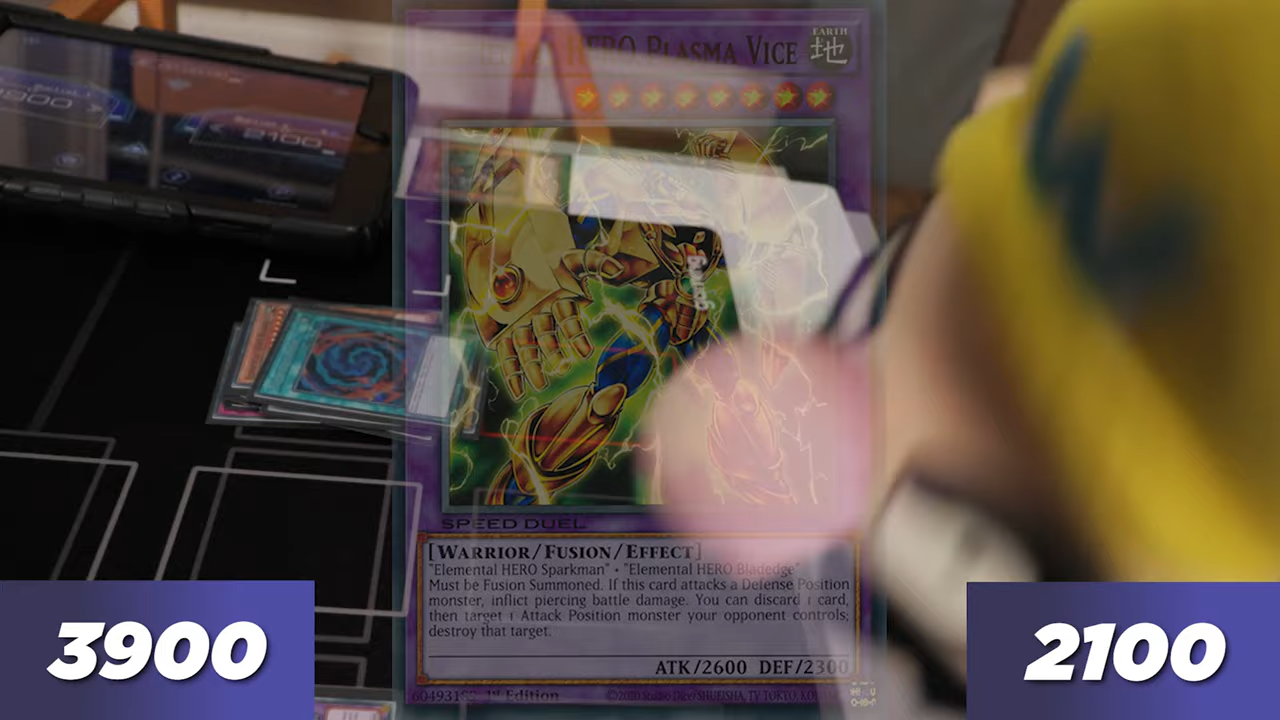 HERO PLASMA VICE
EARTH
地
2100
SPEED DUEL
[WARRIOR/FUSION/EFFECT]
"Elemental HERO Sparkman" + "Elemental HERO Bladedge"
Must be Fusion Summoned. If this card attacks a Defense Position
monster, inflict piercing battle damage. You can discard 1 card,
then target 1 Attack Position monster your opponent controls;
destroy that target.
ATK/2600 DEF/2300
1st Edition
3900
2100